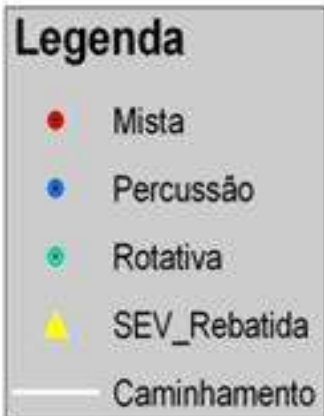 Legenda
Mista
Percussão
Rotativa
SEV_Rebatida
Caminhamento